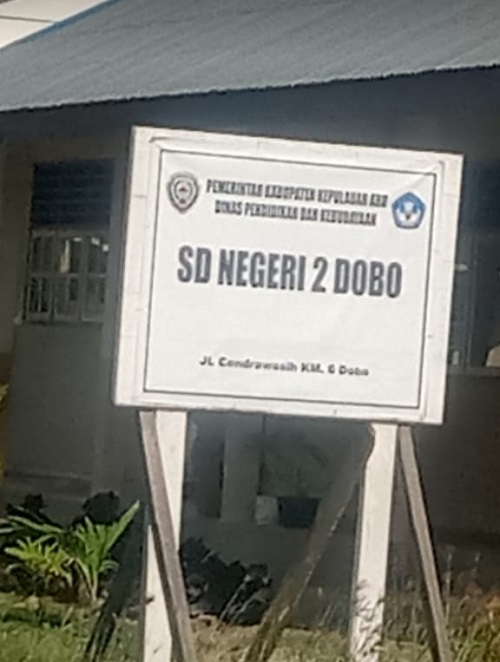 PEMERINTAH KABUPATEN KEPULAUAN ARU
DINAS PENDIDIKAN DAN KEBUDAYAAN
SD NEGERI 2 DOBO
JL. Cendrawasih KM. 6 Dobo